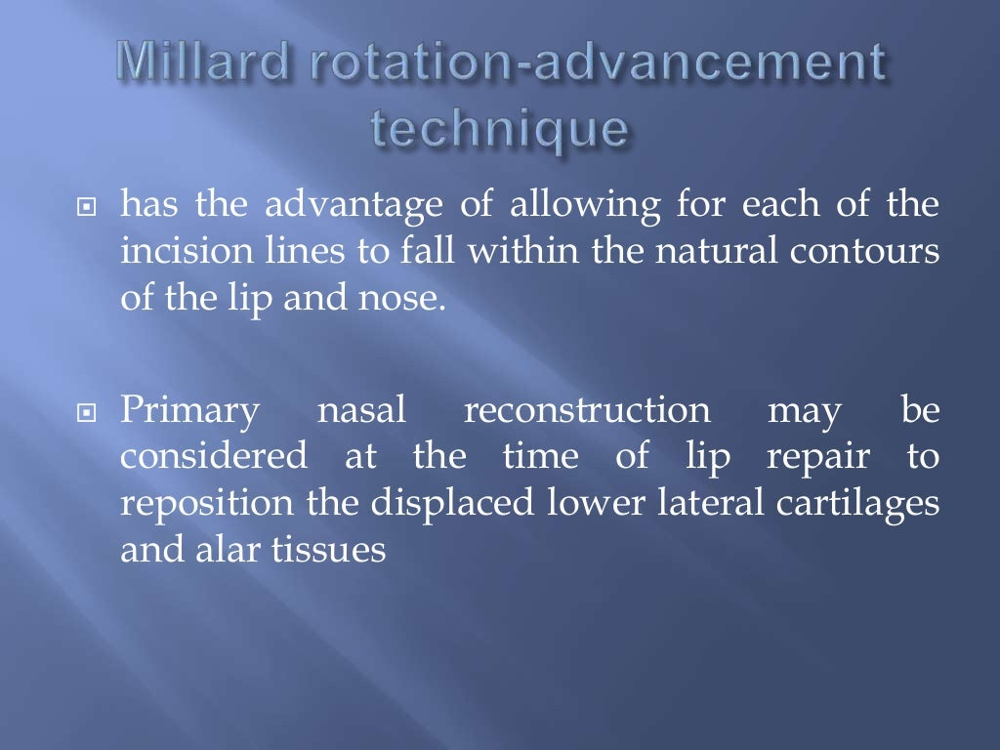 Millard rotation-advancement
technique
has the advantage of allowing for each of the
incision lines to fall within the natural contours
of the lip and nose.
Primary nasal reconstruction may be
considered at the time of lip repair to
reposition the displaced lower lateral cartilages
and alar tissues